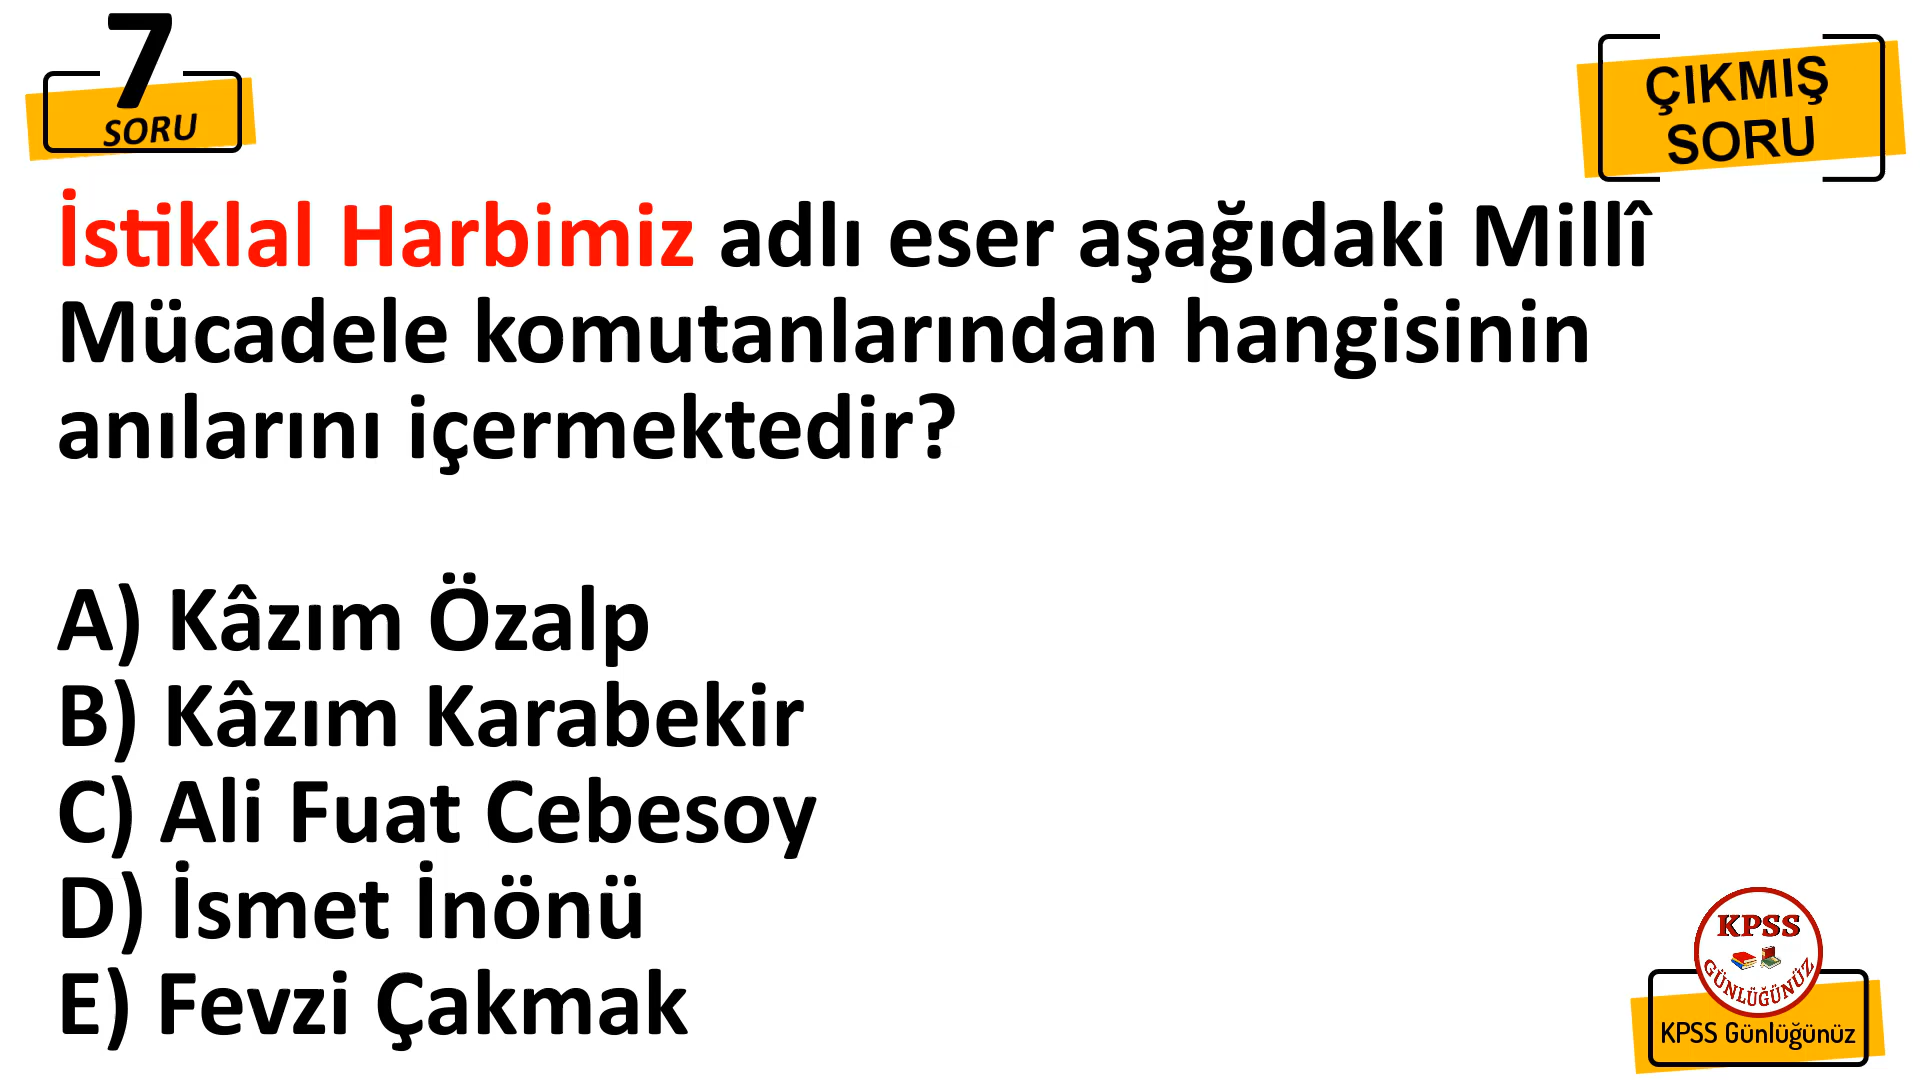 7
SORU
ÇIKMIŞ
SORU
İstiklal Harbimiz adlı eser aşağıdaki Millî
Mücadele komutanlarından hangisinin
anılarını içermektedir?
A) Kâzım Özalp
B) Kâzım Karabekir
C) Ali Fuat Cebesoy
D) İsmet İnönü
E) Fevzi Çakmak
KPSS
GÜNLÜĞÜNÜZ
KPSS Günlüğünüz